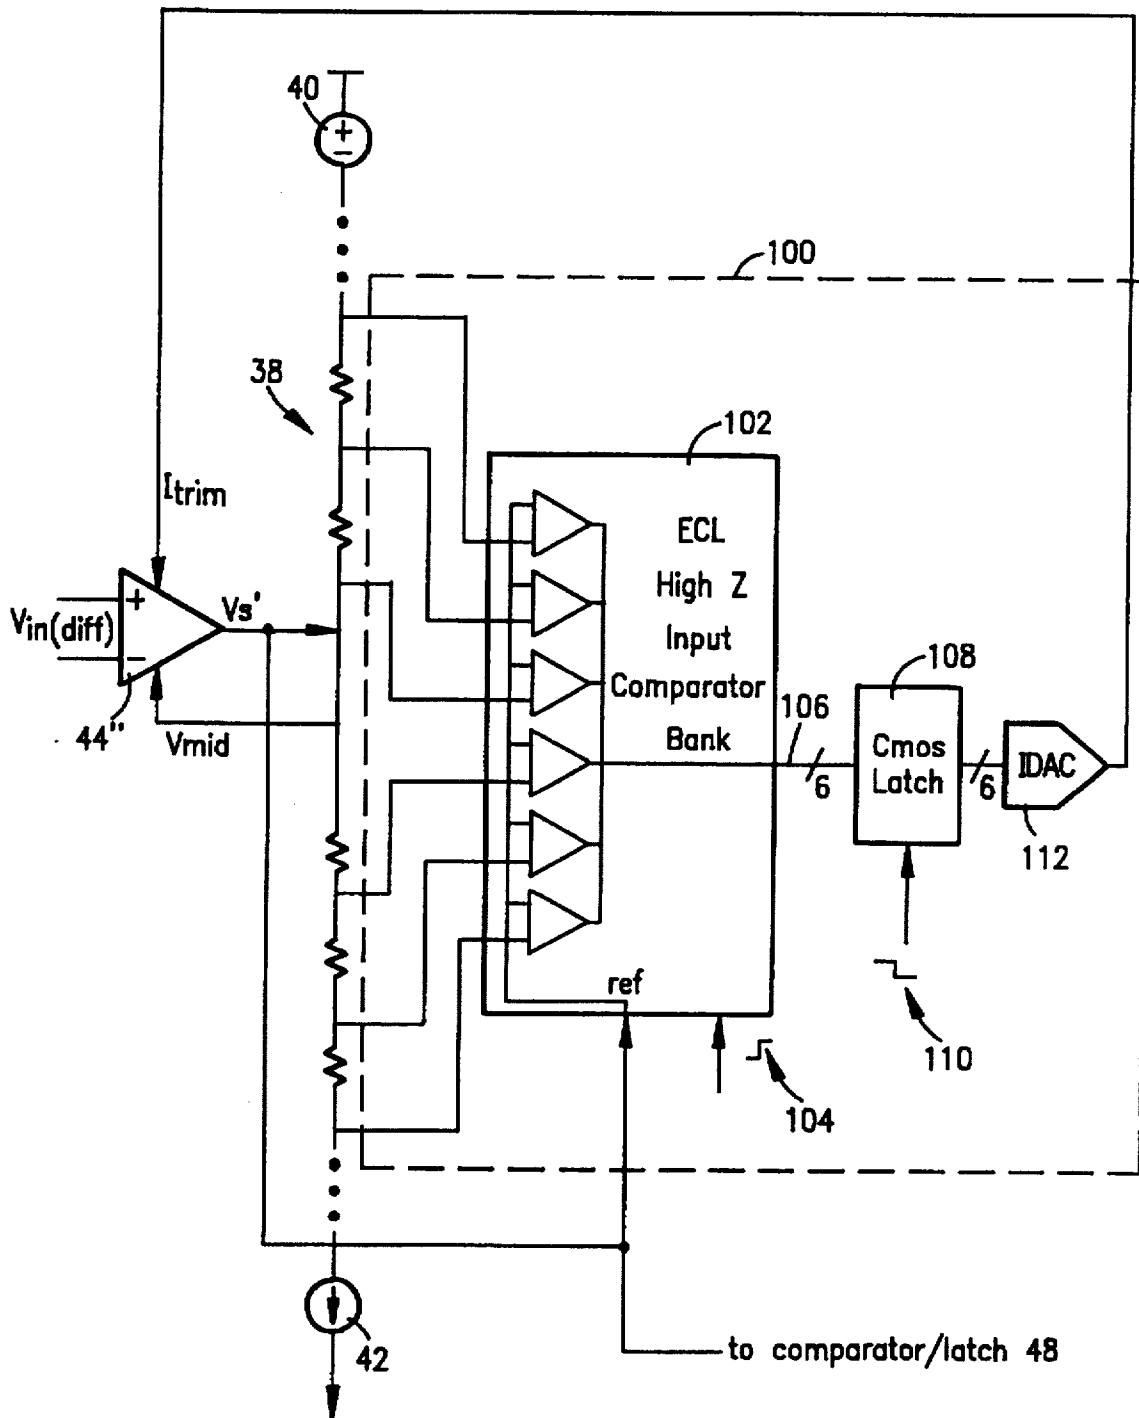 40
+
−
100
38
102
Itrim
ECL
High Z
Input
Comparator
Bank
+
Vs'
Vin(diff)
−
108
44"
Vmid
106
Cmos
Latch
6
6
IDAC
112
ref
110
104
42
to comparator/latch 48